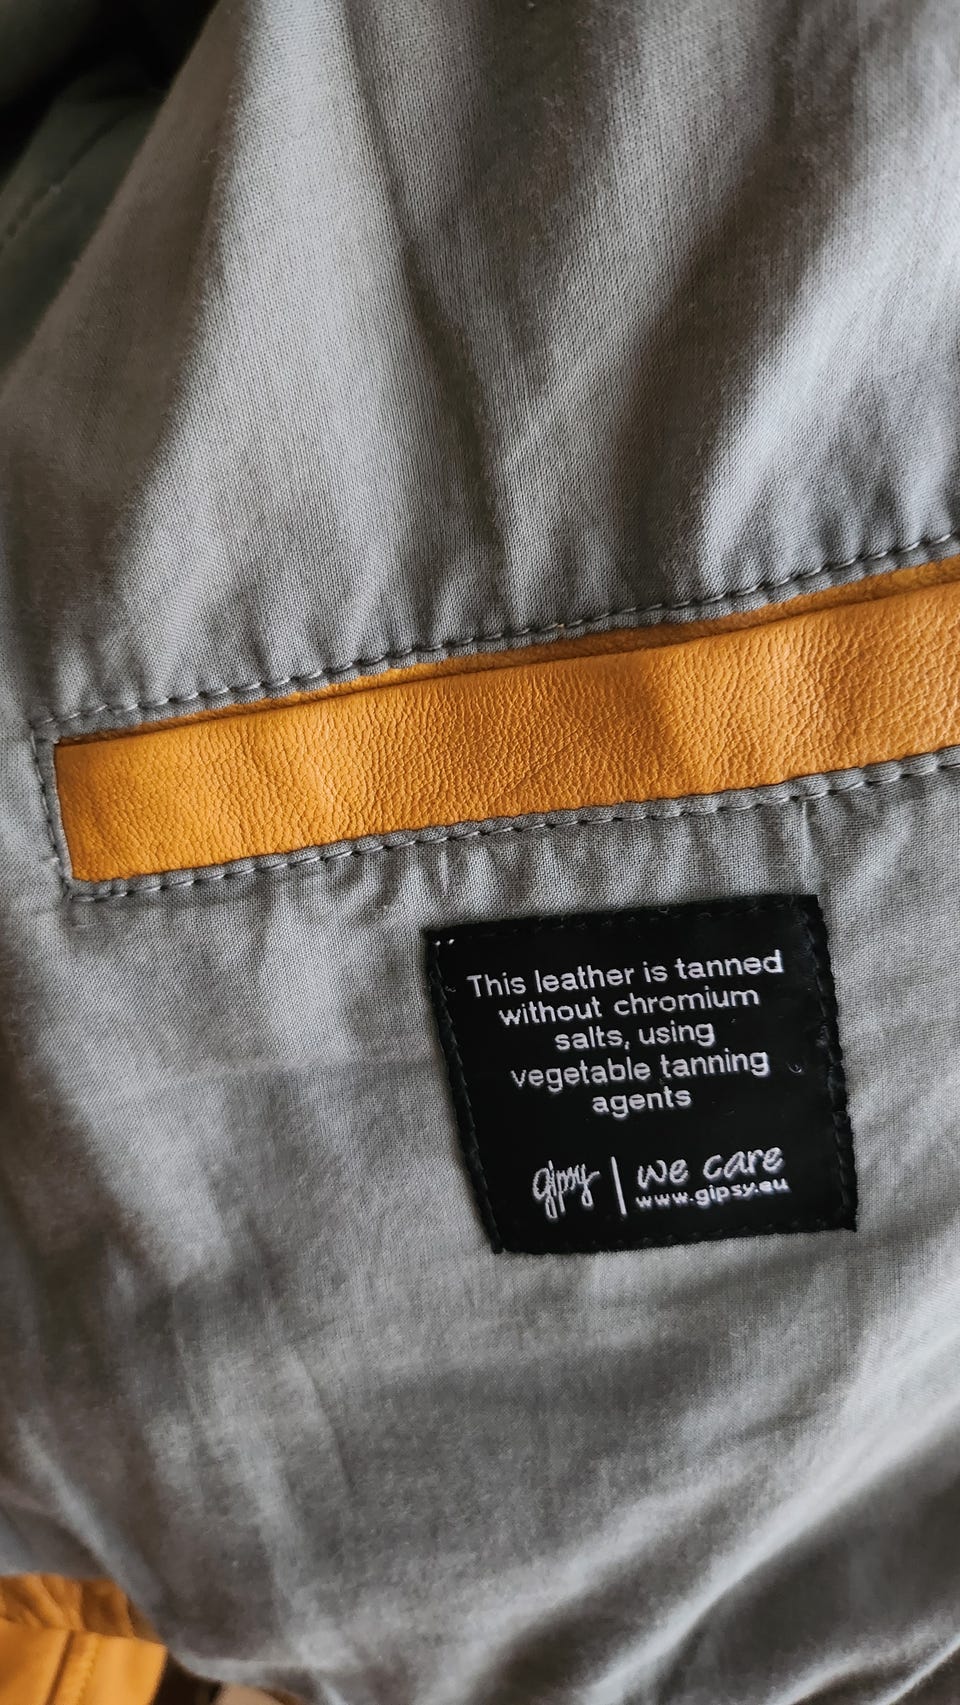 This leather is tanned
without chromium
salts, using
vegetable tanning
agents
gipsy | we care
www.gipsy.eu